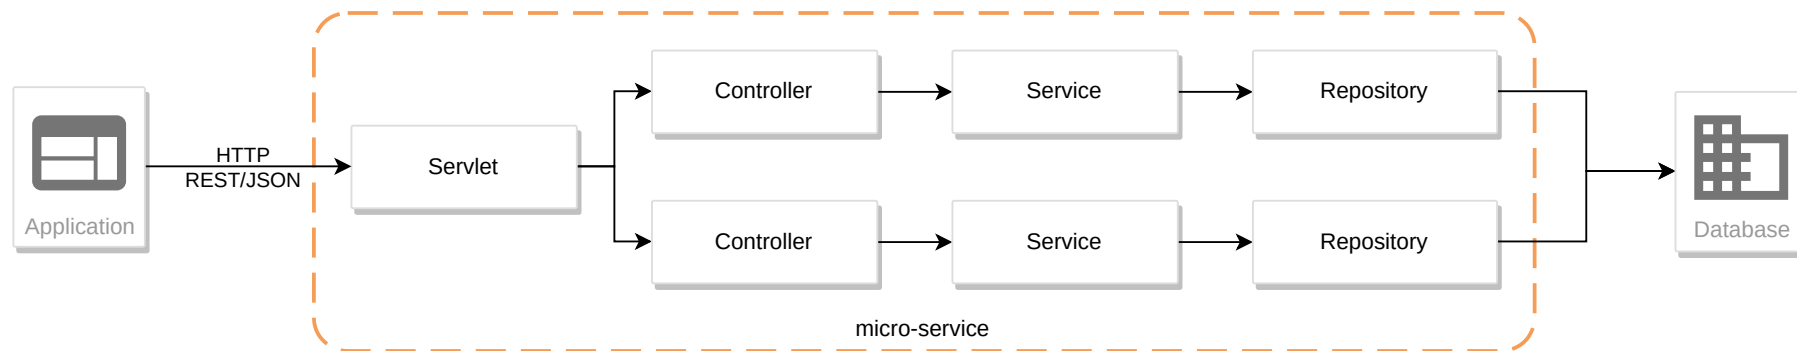 Application
HTTP
REST/JSON
Servlet
Controller
Service
Repository
Controller
Service
Repository
Database
micro-service